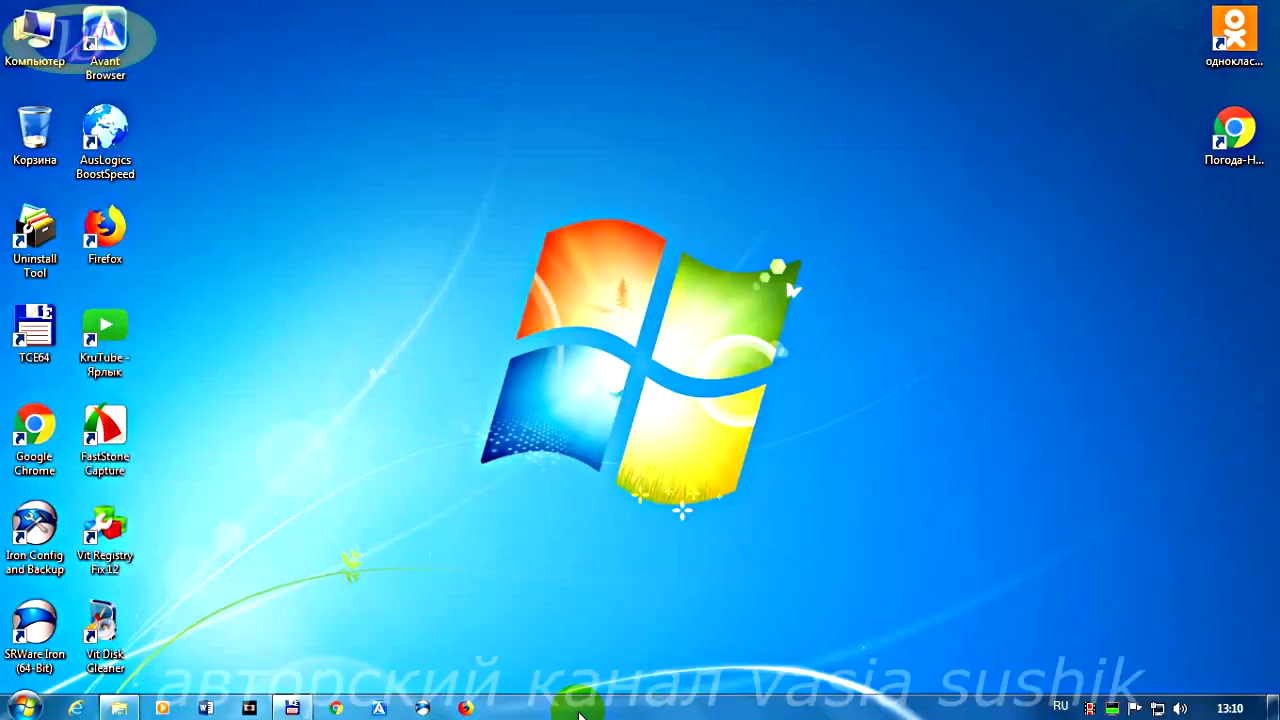 Компьютер
Avant
Browser
Корзина
AusLogics
BoostSpeed
Uninstall
Tool
Firefox
TCE64
KruTube -
Ярлык
Google
Chrome
FastStone
Capture
Iron Config
and Backup
Vit Registry
Fix 12
SRWare Iron
(64-Bit)
Vit Disk
Cleaner
одноклас...
Погода-Н...
авторский канал vasia sushik
RU
13:10